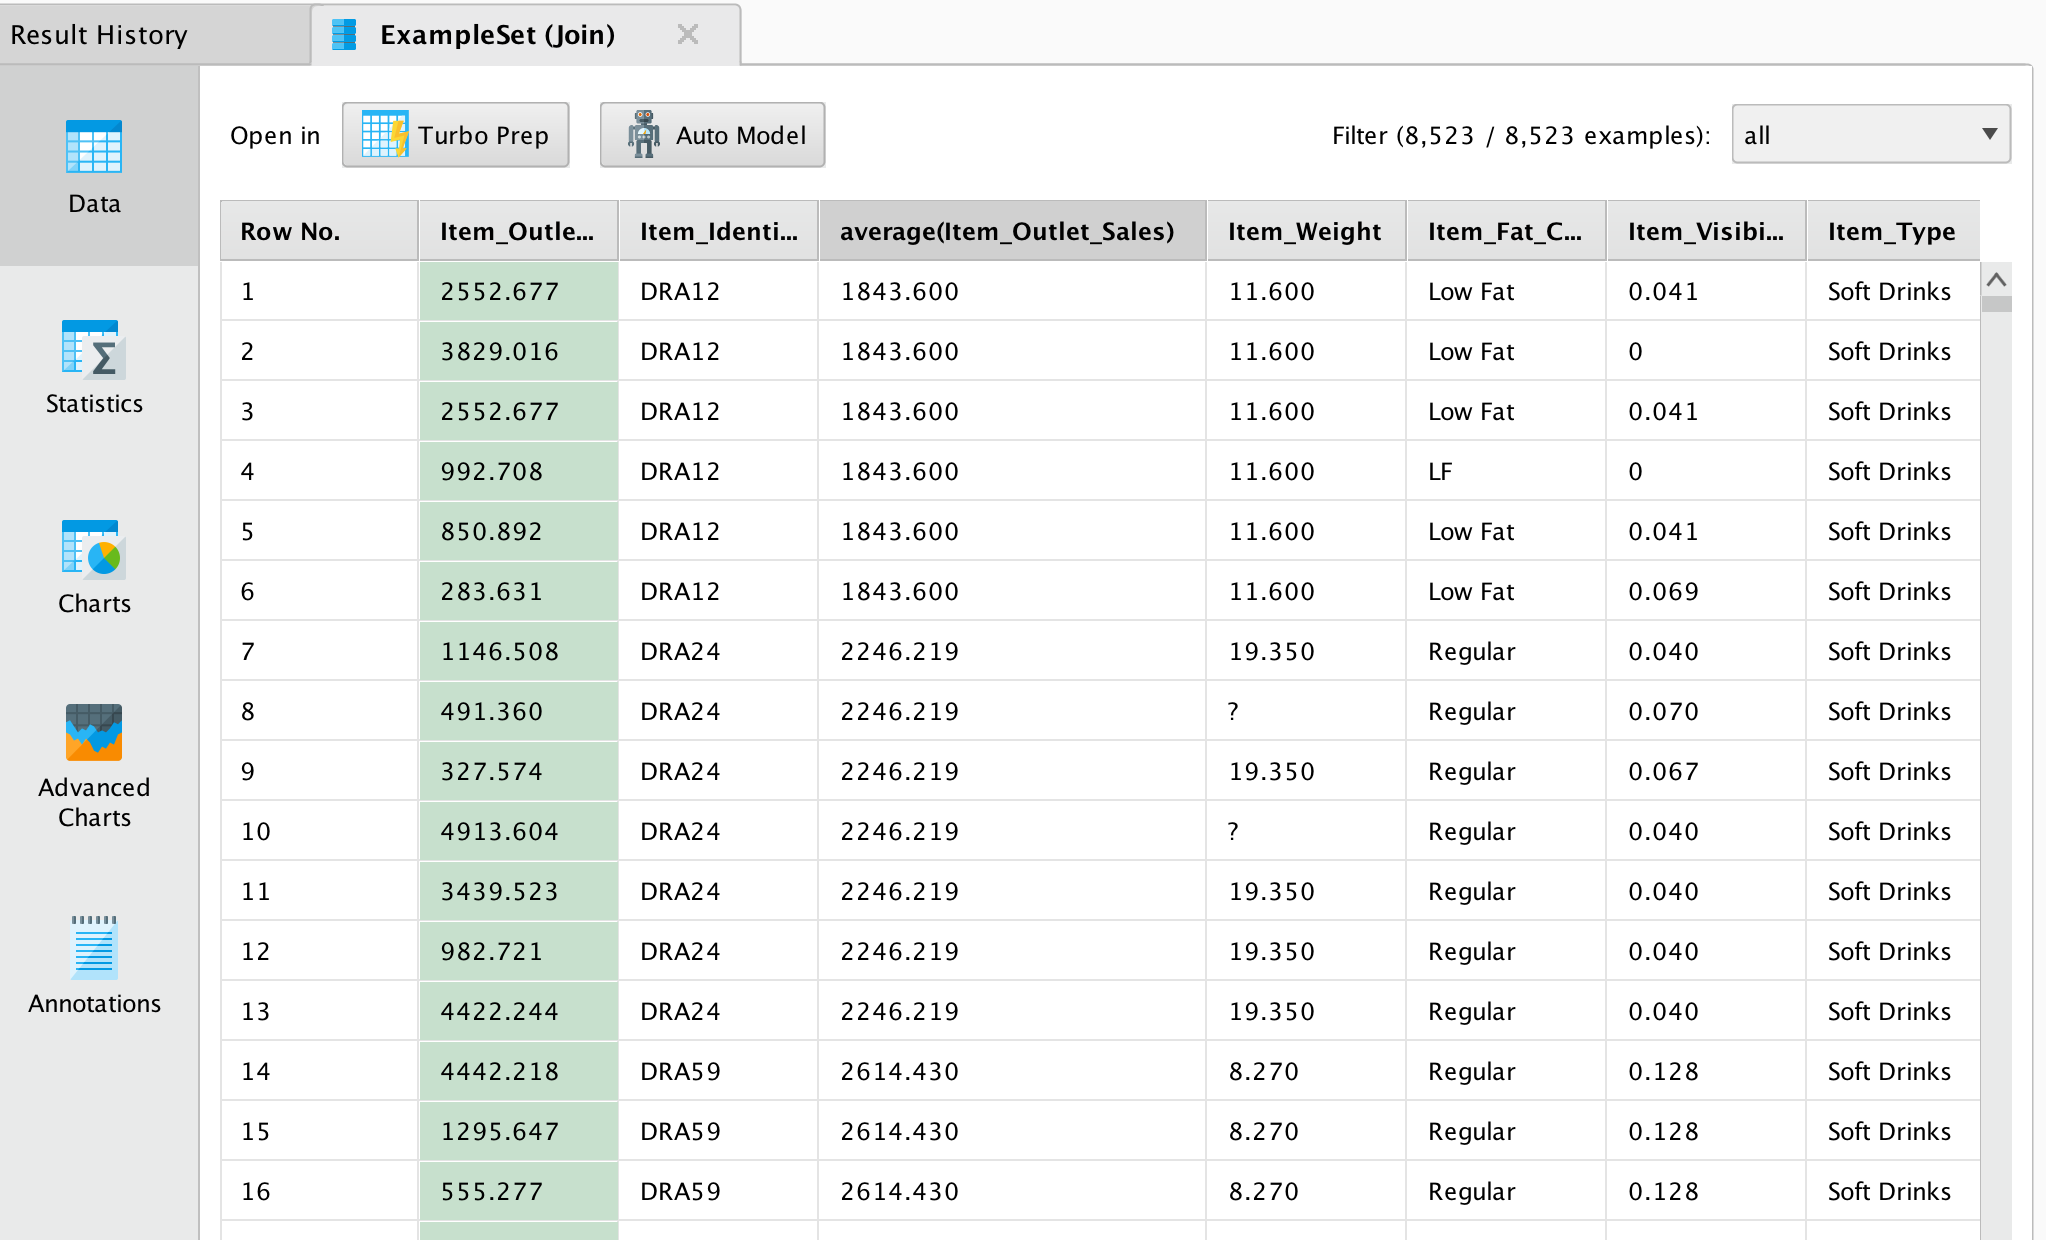 Result History
ExampleSet (Join)
Open in Turbo Prep Auto Model Filter (8,523 / 8,523 examples): all
Data
Statistics
Charts
Advanced
Charts
Annotations
Row No. Item_Outle... Item_Identi... average(Item_Outlet_Sales) Item_Weight Item_Fat_C... Item_Visibi... Item_Type
1 2552.677 DRA12 1843.600 11.600 Low Fat 0.041 Soft Drinks
2 3829.016 DRA12 1843.600 11.600 Low Fat 0 Soft Drinks
3 2552.677 DRA12 1843.600 11.600 Low Fat 0.041 Soft Drinks
4 992.708 DRA12 1843.600 11.600 LF 0 Soft Drinks
5 850.892 DRA12 1843.600 11.600 Low Fat 0.041 Soft Drinks
6 283.631 DRA12 1843.600 11.600 Low Fat 0.069 Soft Drinks
7 1146.508 DRA24 2246.219 19.350 Regular 0.040 Soft Drinks
8 491.360 DRA24 2246.219 ? Regular 0.070 Soft Drinks
9 327.574 DRA24 2246.219 19.350 Regular 0.067 Soft Drinks
10 4913.604 DRA24 2246.219 ? Regular 0.040 Soft Drinks
11 3439.523 DRA24 2246.219 19.350 Regular 0.040 Soft Drinks
12 982.721 DRA24 2246.219 19.350 Regular 0.040 Soft Drinks
13 4422.244 DRA24 2246.219 19.350 Regular 0.040 Soft Drinks
14 4442.218 DRA59 2614.430 8.270 Regular 0.128 Soft Drinks
15 1295.647 DRA59 2614.430 8.270 Regular 0.128 Soft Drinks
16 555.277 DRA59 2614.430 8.270 Regular 0.128 Soft Drinks